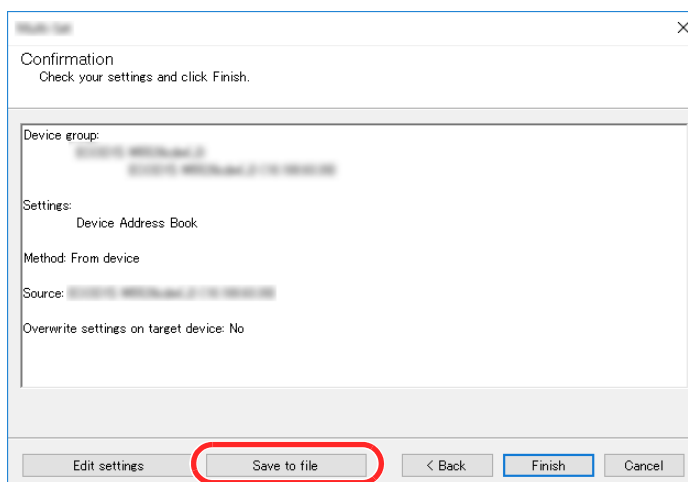 Confirmation
Check your settings and click Finish.
Device group:
Settings:
Device Address Book
Method: From device
Source:
Overwrite settings on target device: No
Edit settings
Save to file
< Back
Finish
Cancel